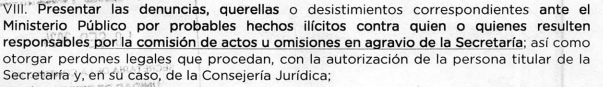 VIII. Presentar las denuncias, querellas o desistimientos correspondientes ante el
Ministerio Público por probables hechos ilícitos contra quien o quienes resulten
responsables por la comisión de actos u omisiones en agravio de la Secretaría; así como
otorgar perdones legales que procedan, con la autorización de la persona titular de la
Secretaría y, en su caso, de la Consejería Jurídica;